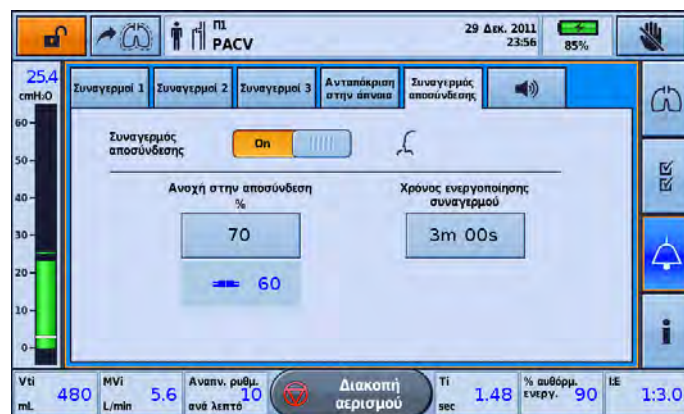 Π1
PACV
29 Δεκ. 2011
23:56
85%
25.4
cmH₂O
60
50
40
30
20
10
0
Συναγερμοί 1
Συναγερμοί 2
Συναγερμοί 3
Ανταπόκριση
στην άπνοια
Συναγερμός
αποσύνδεσης
Συναγερμός
αποσύνδεσης
On
Ανοχή στην αποσύνδεση
%
70
60
Χρόνος ενεργοποίησης
συναγερμού
3m 00s
Vti
480
mL
MVi
5.6
L/min
Αναπν. ρυθμ.
10
ανά λεπτό
Διακοπή
αερισμού
Ti
1.48
sec
% αυθόρμ.
ενεργ.
90
I:E
1:3.0